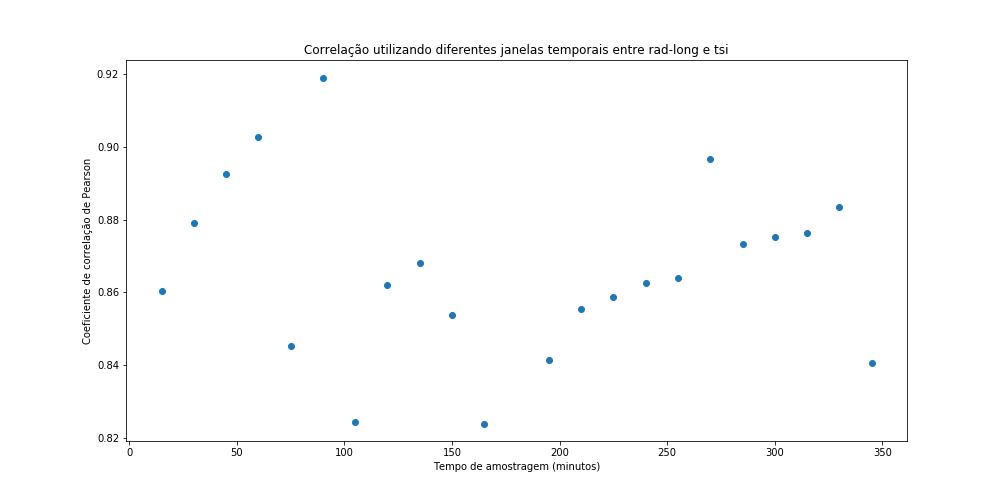 Correlação utilizando diferentes janelas temporais entre rad-long e tsi
Coeficiente de correlação de Pearson
0.92
0.90
0.88
0.86
0.84
0.82
0 50 100 150 200 250 300 350
Tempo de amostragem (minutos)